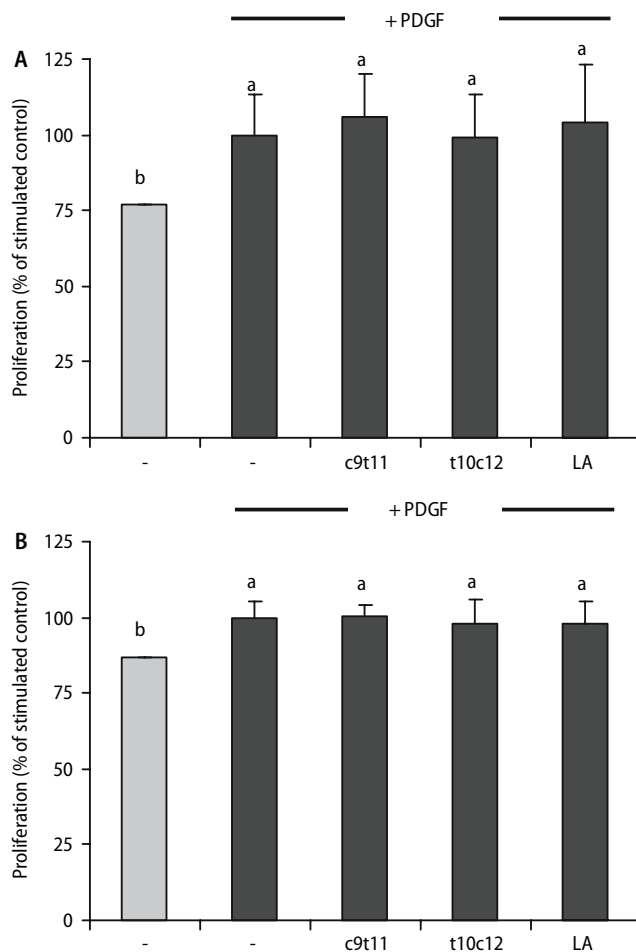 + PDGF
A
Proliferation (% of stimulated control)
125
100
75
50
25
0
a
a
a
a
b
- - c9t11 t10c12 LA
+ PDGF
B
Proliferation (% of stimulated control)
125
100
75
50
25
0
a
a
a
a
b
- - c9t11 t10c12 LA